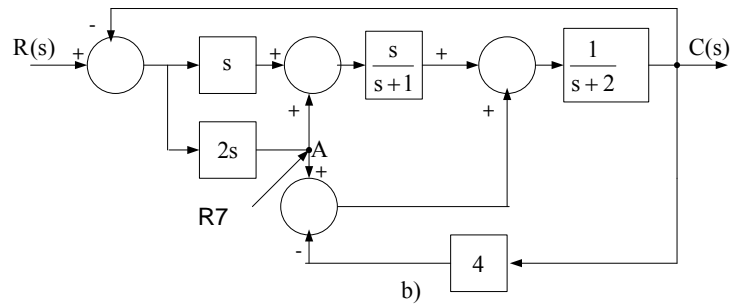 -
R(s)
+
s
+
s
s+1
+
1
s+2
C(s)
+
+
2s
A
+
R7
-
4
b)